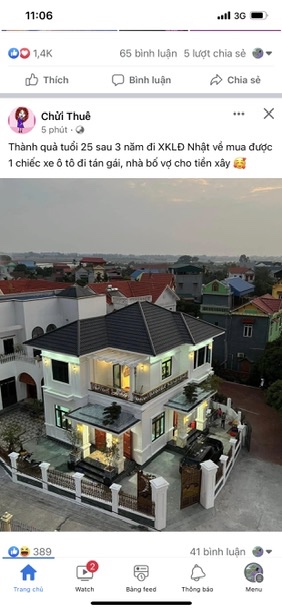 11:06
3G
1,4K
65 bình luận 5 lượt chia sẻ
Thích
Bình luận
Chia sẻ
Chửi Thuê
5 phút
Thành quả tuổi 25 sau 3 năm đi XKLĐ Nhật về mua được
1 chiếc xe ô tô đi tán gái, nhà bố vợ cho tiền xây 🥰
389
41 bình luận
2
Trang chủ
Watch
Bảng feed
Thông báo
Menu